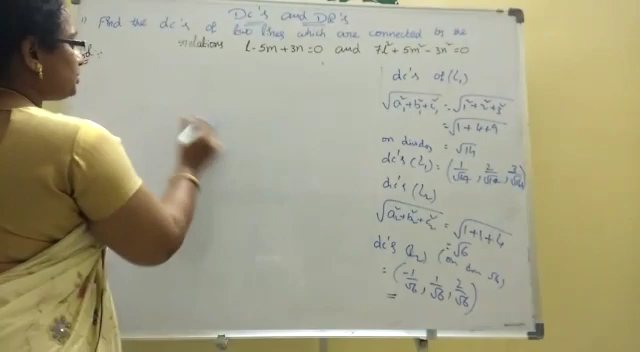 DC's and DR's
1) Find the dc's of two lines which are connected by the
relations l-5m+3n=0 and 7l²+5m²-3n²=0
dc's of (L₁)
√a₁²+b₁²+c₁² = √1²+2²+3²
= √1+4+9
on dividing = √14
dc's (L₁) = (1/√14, 2/√14, 3/√14)
dc's (L₂)
√a₂²+b₂²+c₂² = √1+1+4
= √6
dc's (L₂) (on √6)
= (-1/√6, 1/√6, 2/√6)
=